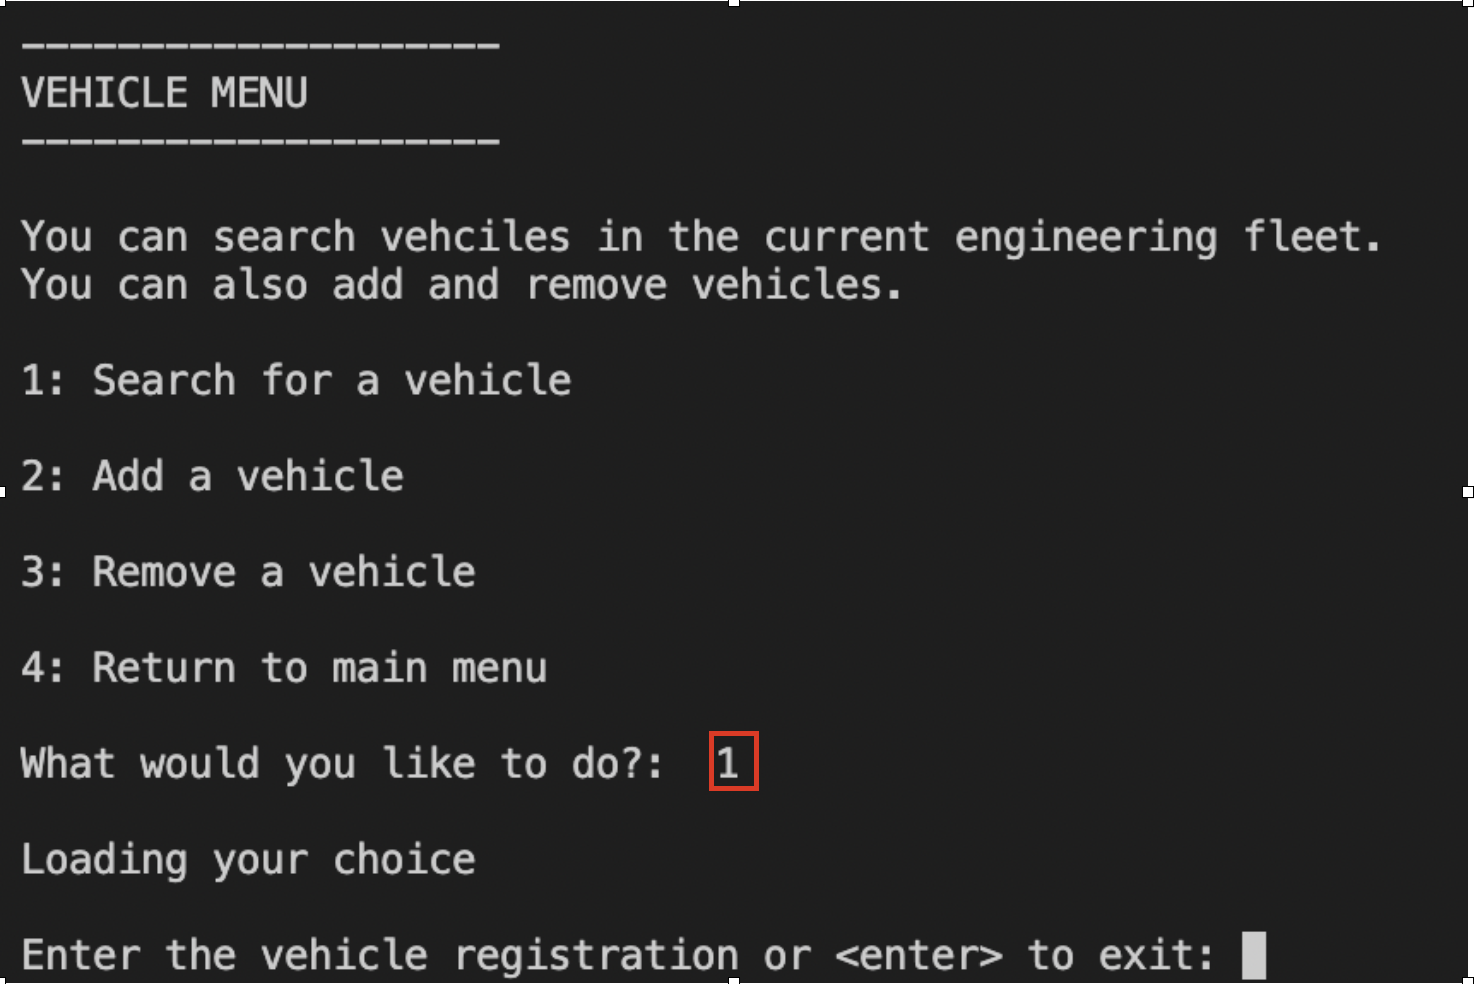 --------------------
VEHICLE MENU
--------------------
You can search vehciles in the current engineering fleet.
You can also add and remove vehicles.
1: Search for a vehicle
2: Add a vehicle
3: Remove a vehicle
4: Return to main menu
What would you like to do?:  1
Loading your choice
Enter the vehicle registration or <enter> to exit: